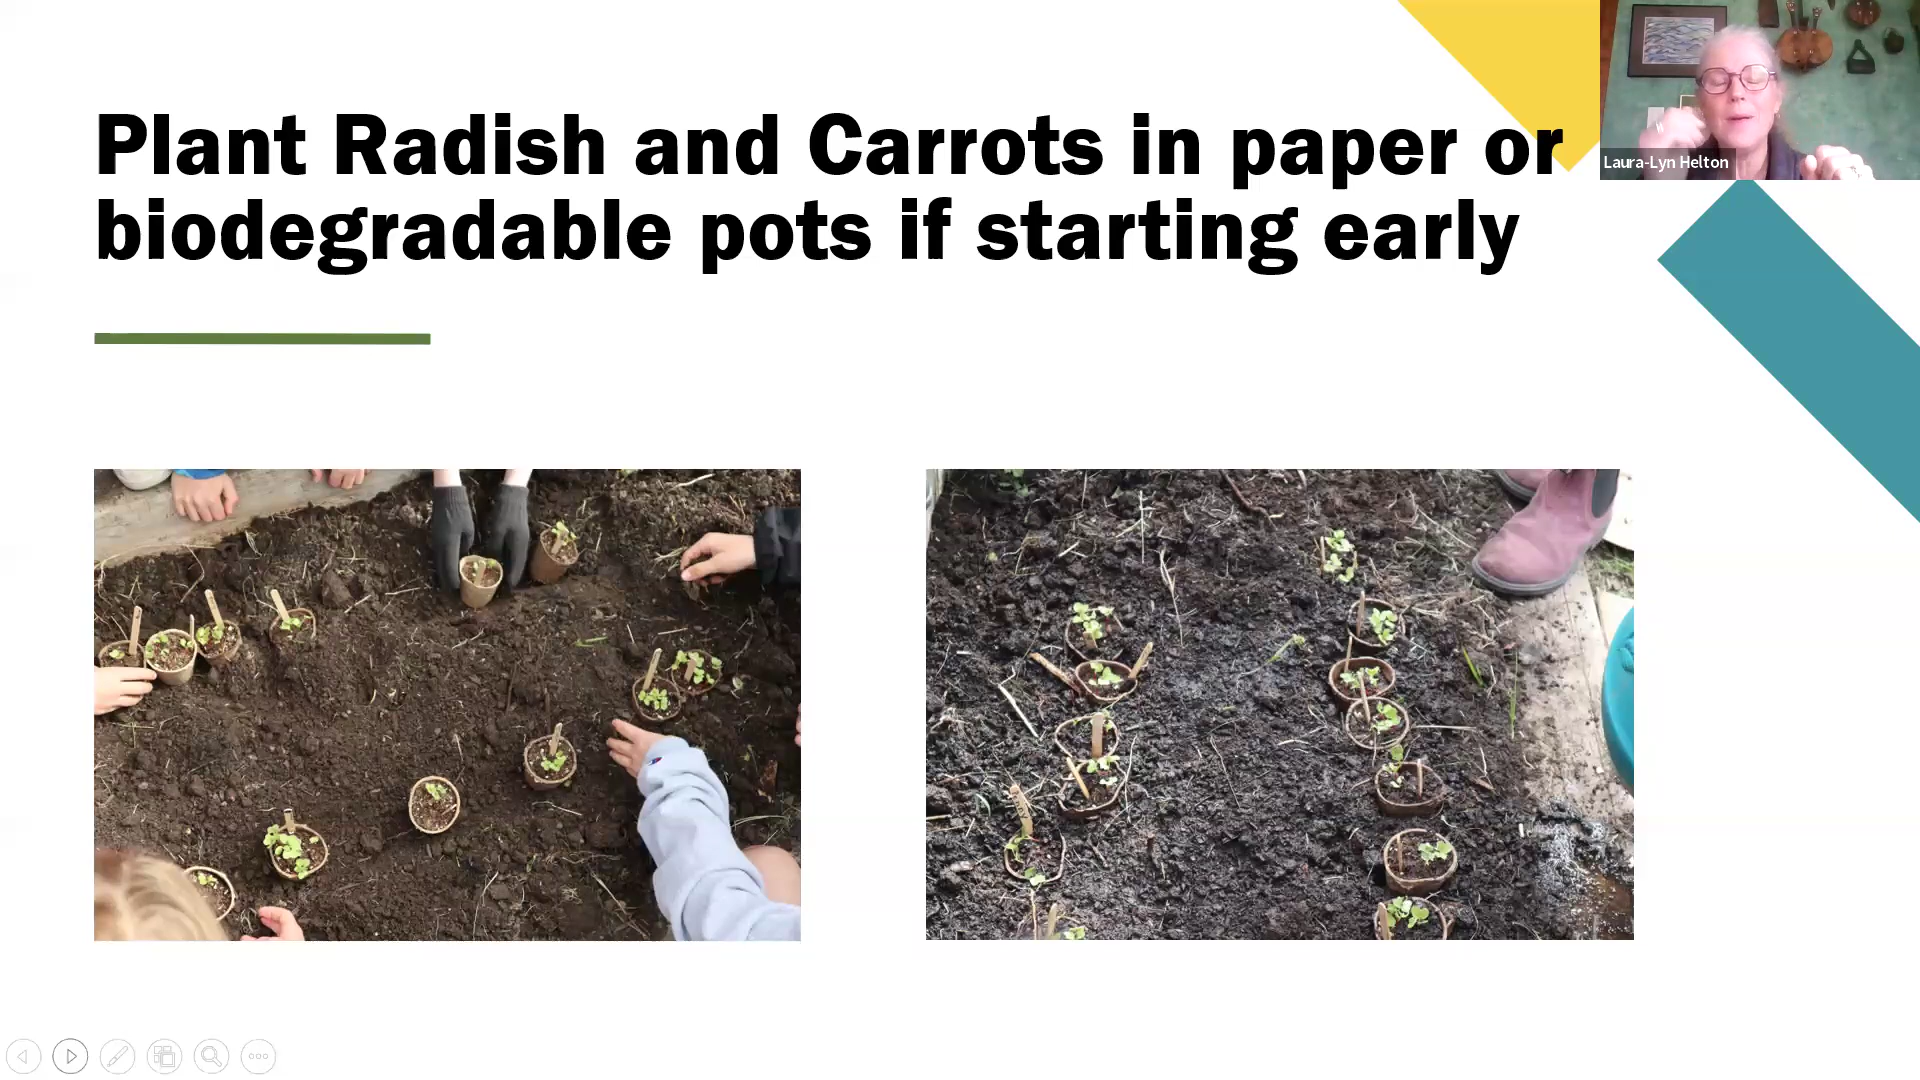 Plant Radish and Carrots in paper or
biodegradable pots if starting early
Laura-Lyn Helton